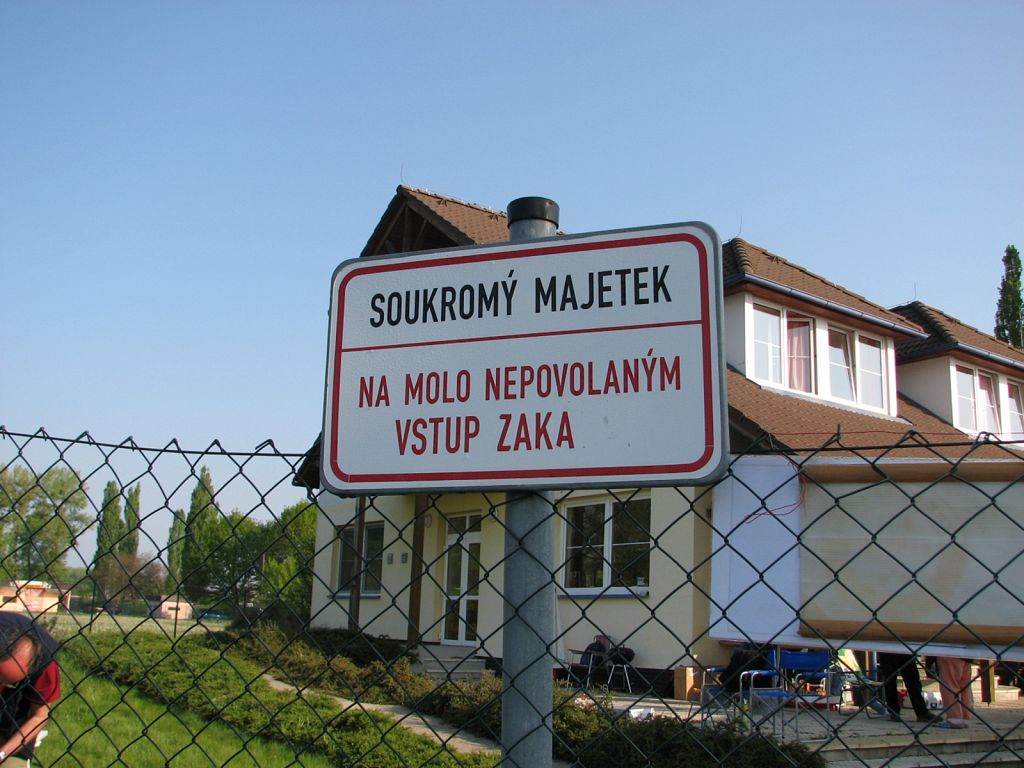 SOUKROMÝ MAJETEK
NA MOLO NEPOVOLANÝM
VSTUP ZAKA